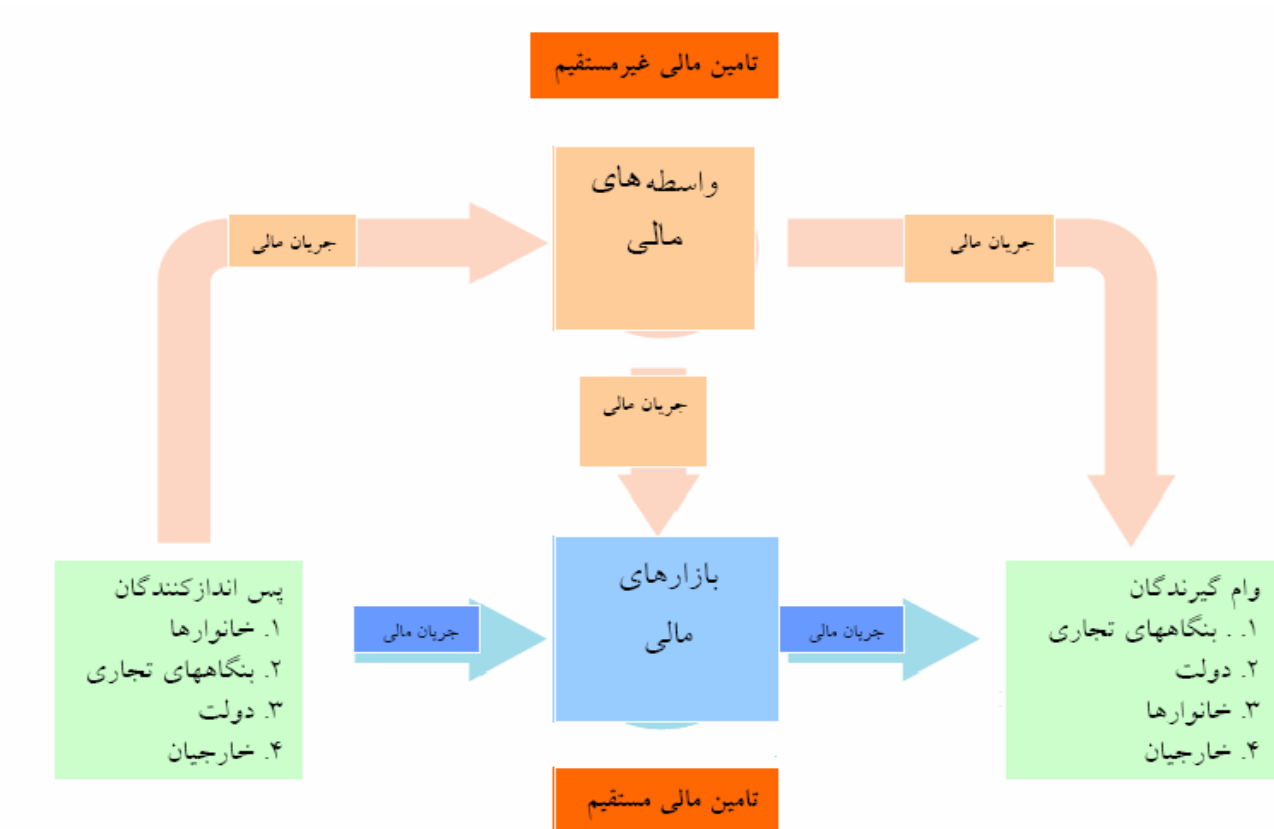 تامین مالی غیرمستقیم
واسطه های
مالی
جریان مالی
جریان مالی
جریان مالی
پس اندازکنندگان
۱. خانوارها
۲. بنگاههای تجاری
۳. دولت
۴. خارجیان
جریان مالی
بازارهای
مالی
جریان مالی
وام گیرندگان
۱. . بنگاههای تجاری
۲. دولت
۳. خانوارها
۴. خارجیان
تامین مالی مستقیم